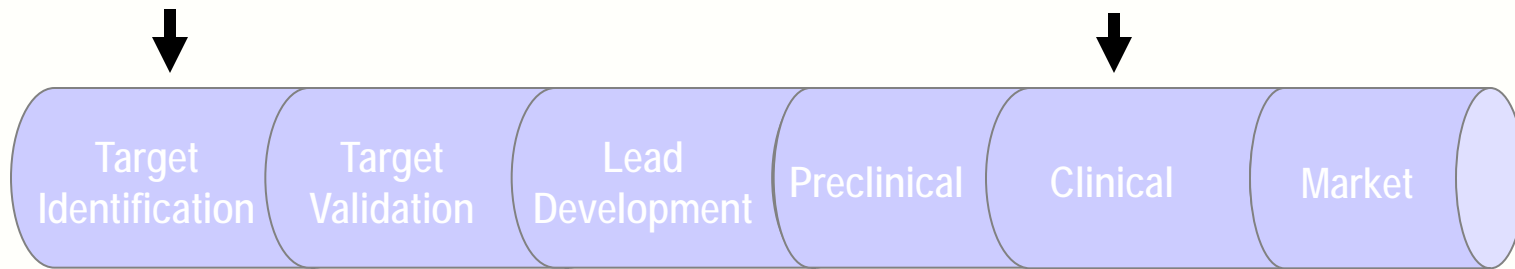 Target
Identification
Target
Validation
Lead
Development
Preclinical
Clinical
Market